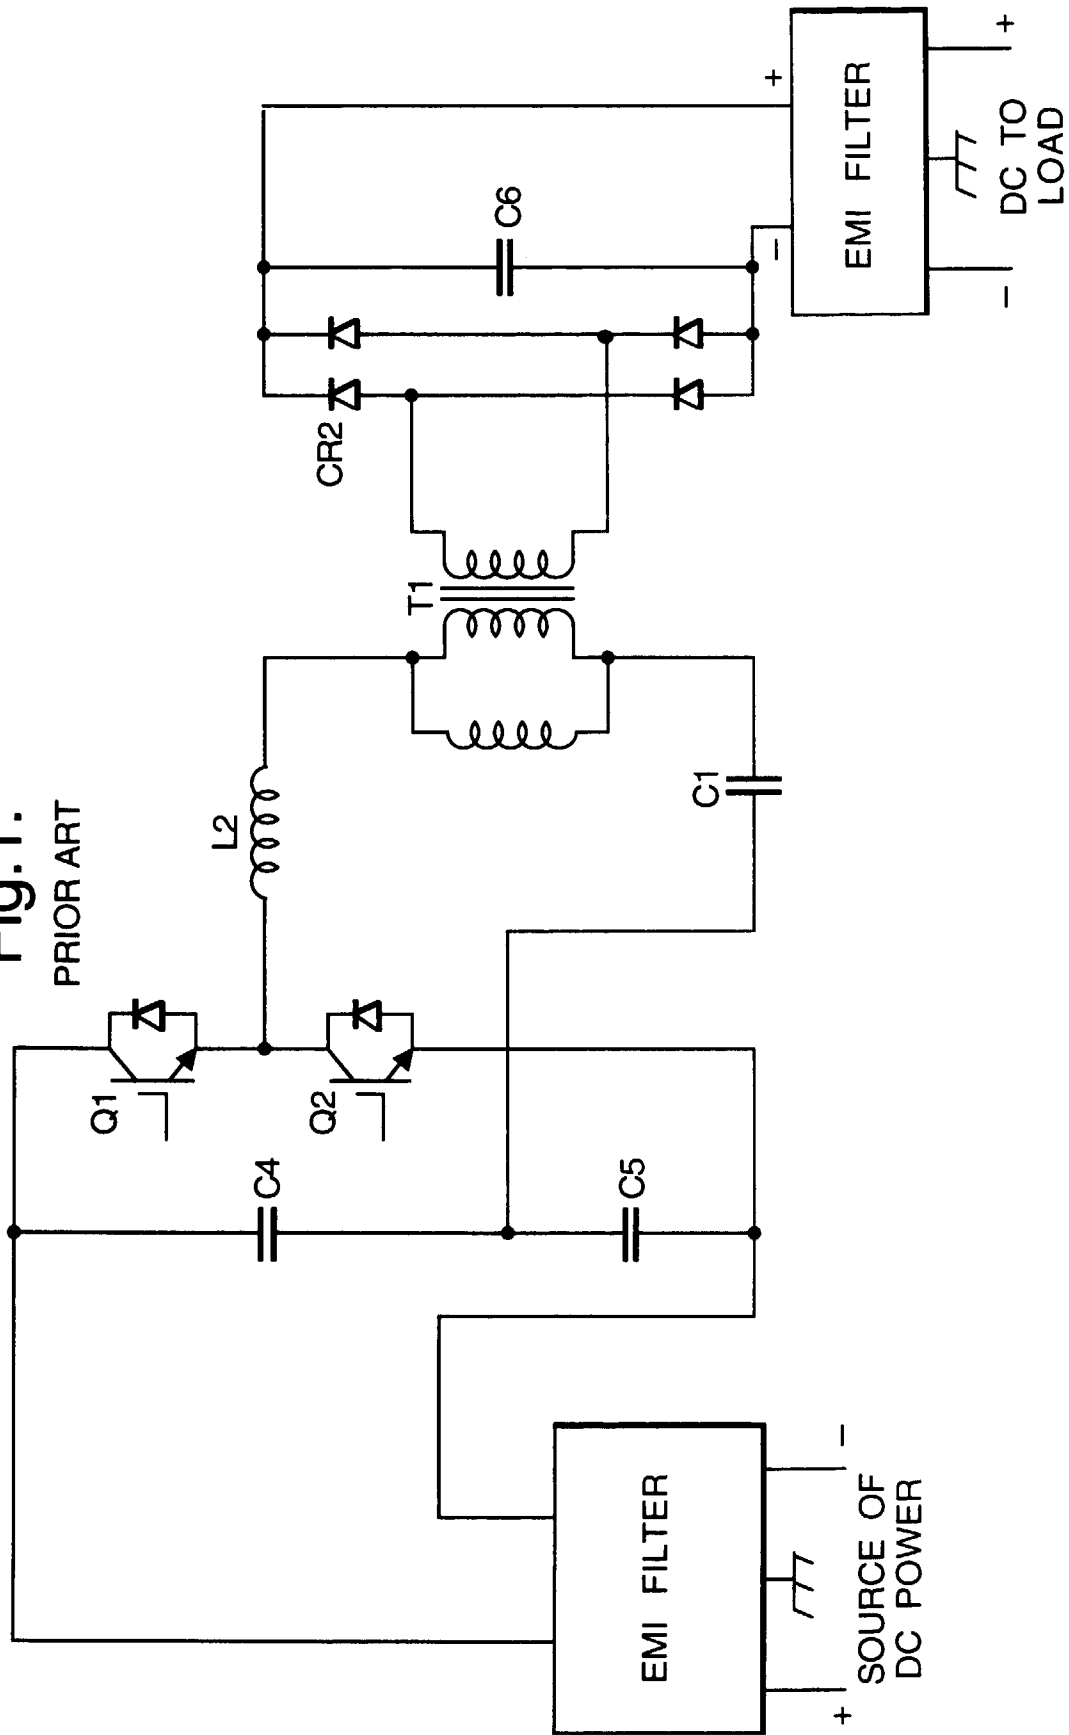 Fig.1.
PRIOR ART
Q1
Q2
L2
C4
C5
C1
T1
CR2
C6
EMI FILTER
+
-
SOURCE OF
DC POWER
+
-
EMI FILTER
-
+
DC TO
LOAD